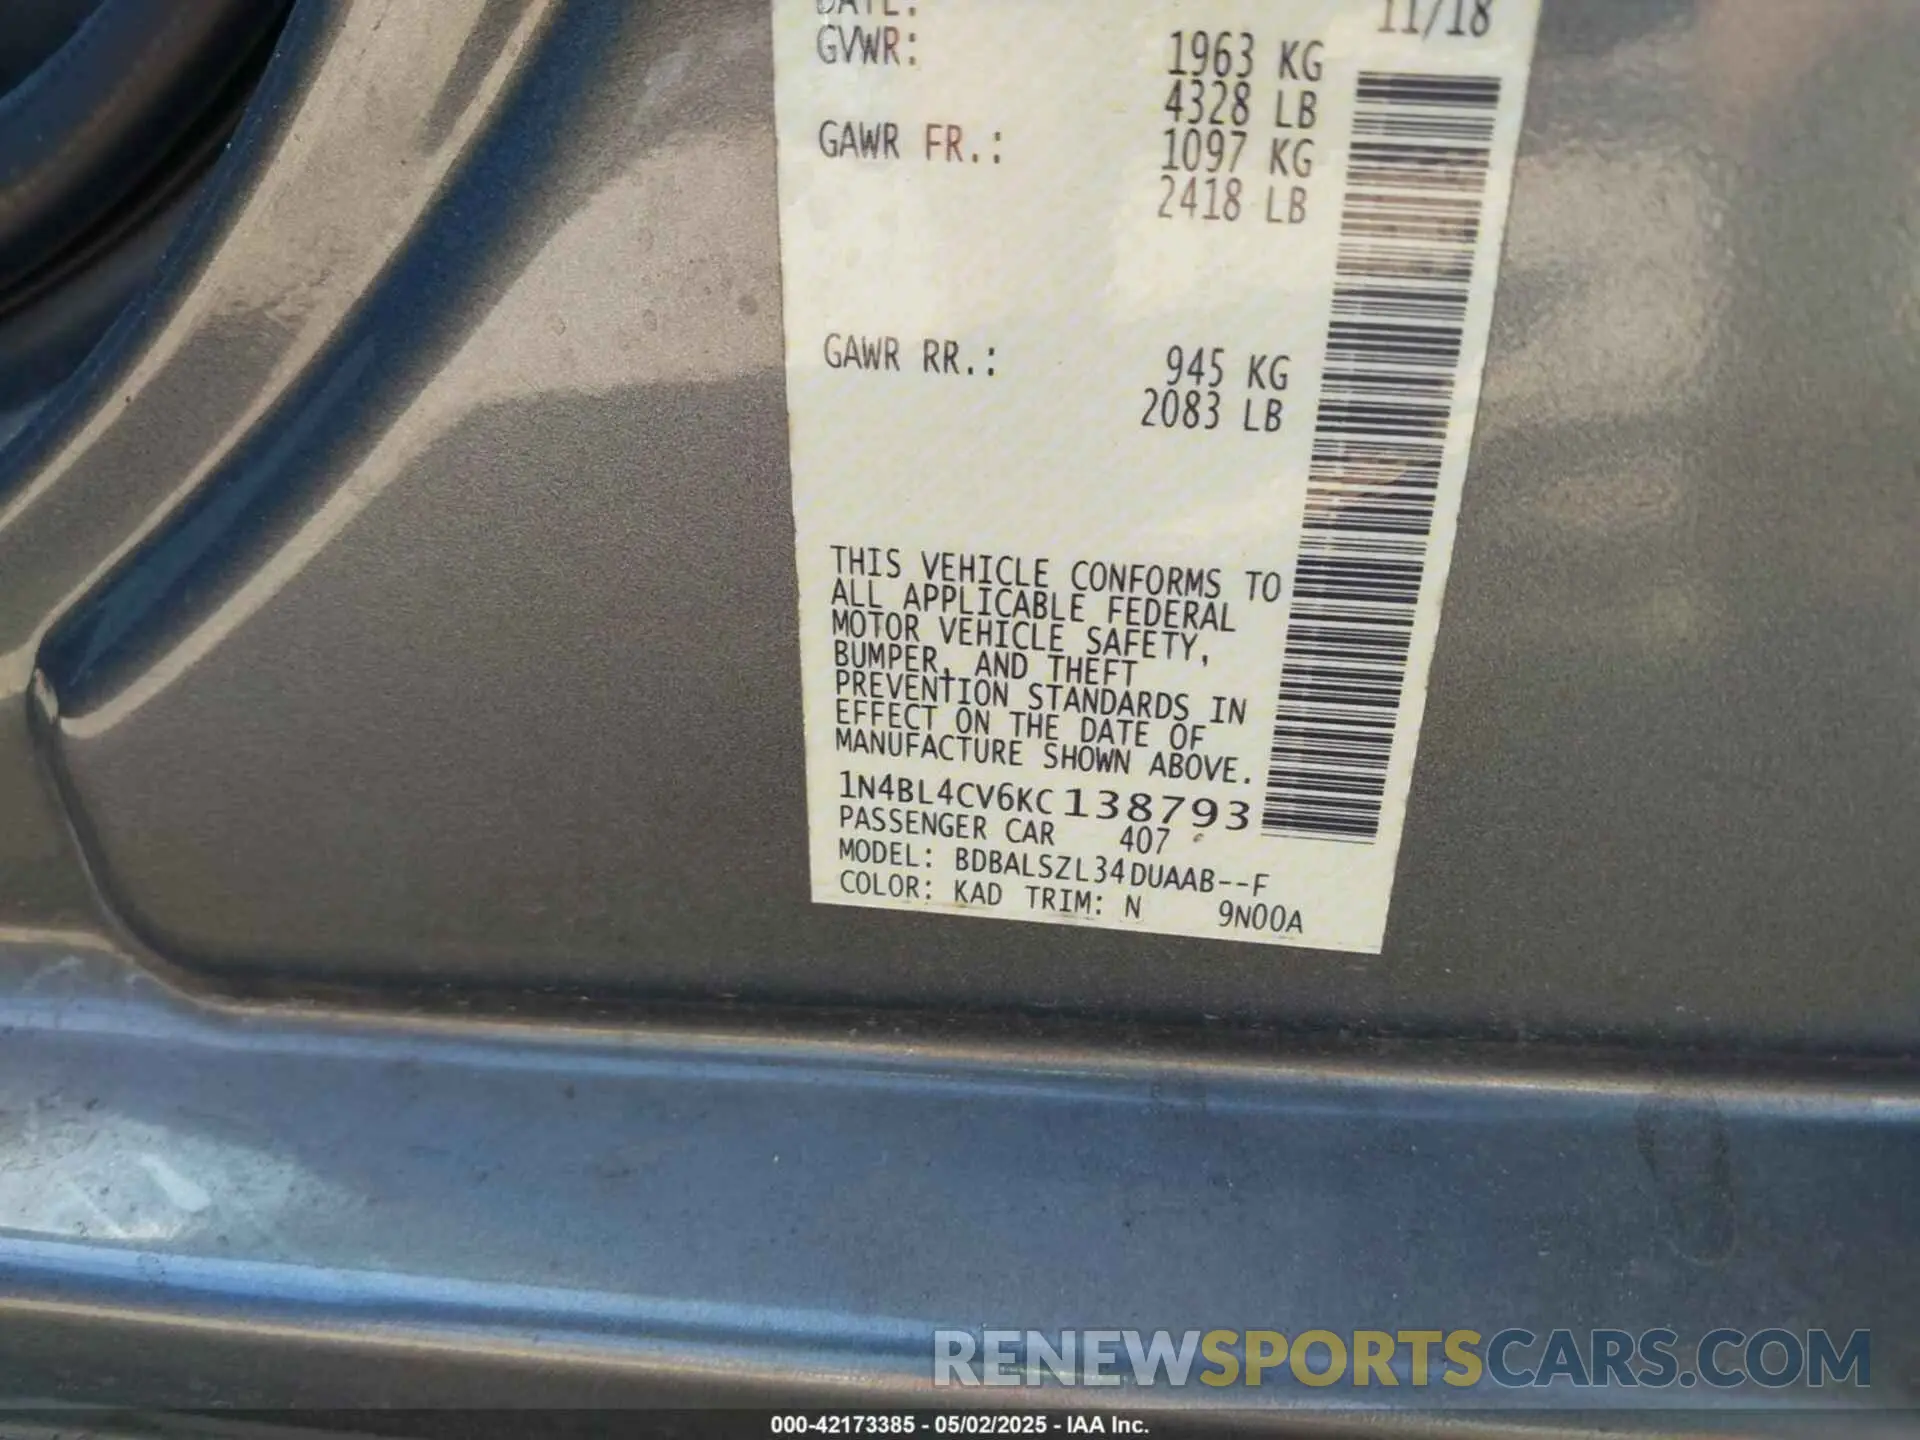 DATE: 11/18
GVWR: 1963 KG
4328 LB
GAWR FR.: 1097 KG
2418 LB
GAWR RR.: 945 KG
2083 LB
THIS VEHICLE CONFORMS TO
ALL APPLICABLE FEDERAL
MOTOR VEHICLE SAFETY,
BUMPER, AND THEFT
PREVENTION STANDARDS IN
EFFECT ON THE DATE OF
MANUFACTURE SHOWN ABOVE.
1N4BL4CV6KC138793
PASSENGER CAR 407
MODEL: BDBALSZL34DUAAB--F
COLOR: KAD TRIM: N 9N00A
RENEWSPORTSCARS.COM
000-42173385 - 05/02/2025 - IAA Inc.